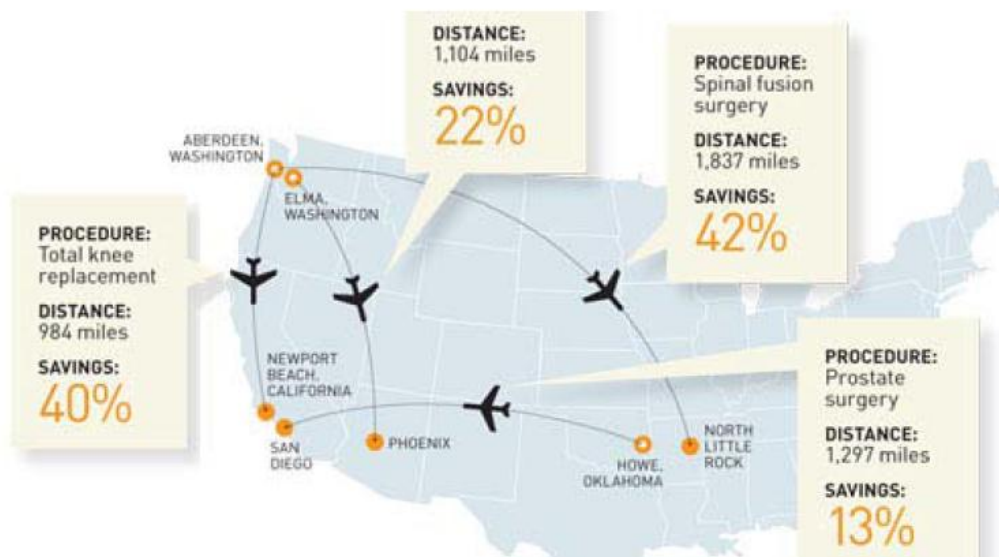 DISTANCE:
1,104 miles
SAVINGS:
22%
PROCEDURE:
Spinal fusion
surgery
DISTANCE:
1,837 miles
SAVINGS:
42%
ABERDEEN,
WASHINGTON
ELMA,
WASHINGTON
PROCEDURE:
Total knee
replacement
DISTANCE:
984 miles
SAVINGS:
40%
NEWPORT
BEACH,
CALIFORNIA
SAN
DIEGO
PHOENIX
HOWE,
OKLAHOMA
NORTH
LITTLE
ROCK
PROCEDURE:
Prostate
surgery
DISTANCE:
1,297 miles
SAVINGS:
13%